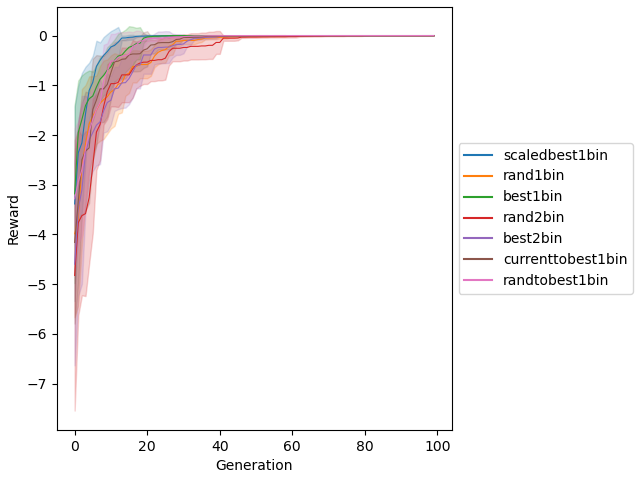 0
−1
−2
−3
−4
−5
−6
−7
Reward
0 20 40 60 80 100
Generation
scaledbest1bin
rand1bin
best1bin
rand2bin
best2bin
currenttobest1bin
randtobest1bin